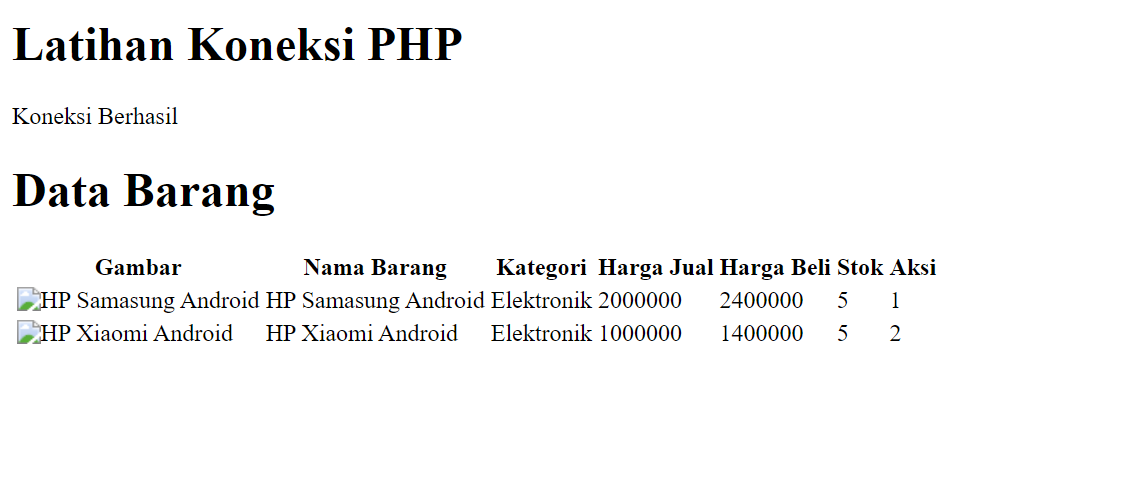 Latihan Koneksi PHP
Koneksi Berhasil
Data Barang
Gambar Nama Barang Kategori Harga Jual Harga Beli Stok Aksi
HP Samasung Android HP Samasung Android Elektronik 2000000 2400000 5 1
HP Xiaomi Android HP Xiaomi Android Elektronik 1000000 1400000 5 2